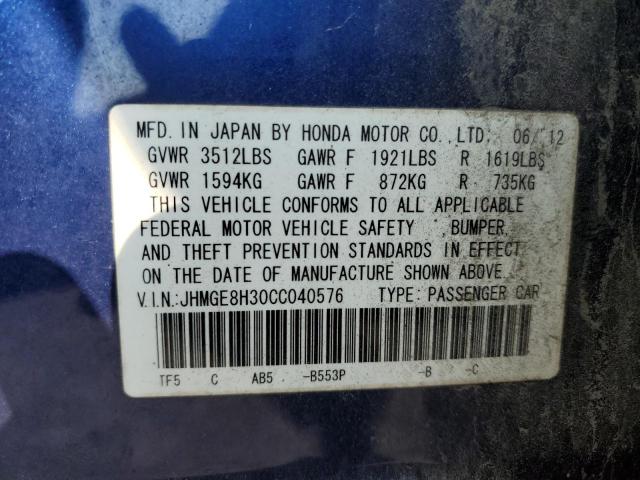 MFD. IN JAPAN BY HONDA MOTOR CO.,LTD. 06/12
GVWR 3512LBS GAWR F 1921LBS R 1619LBS
GVWR 1594KG GAWR F 872KG R 735KG
THIS VEHICLE CONFORMS TO ALL APPLICABLE
FEDERAL MOTOR VEHICLE SAFETY ,BUMPER,
AND THEFT PREVENTION STANDARDS IN EFFECT
ON THE DATE OF MANUFACTURE SHOWN ABOVE.
V.I.N.:JHMGE8H30CC040576 TYPE: PASSENGER CAR
TF5 C AB5 -B553P -B -C